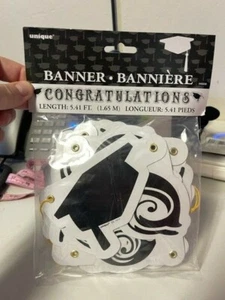 unique
BANNER • BANNIÈRE
CONGRATULATIONS
LENGTH: 5.41 FT. (1.65 M) LONGUEUR: 5.41 PIEDS